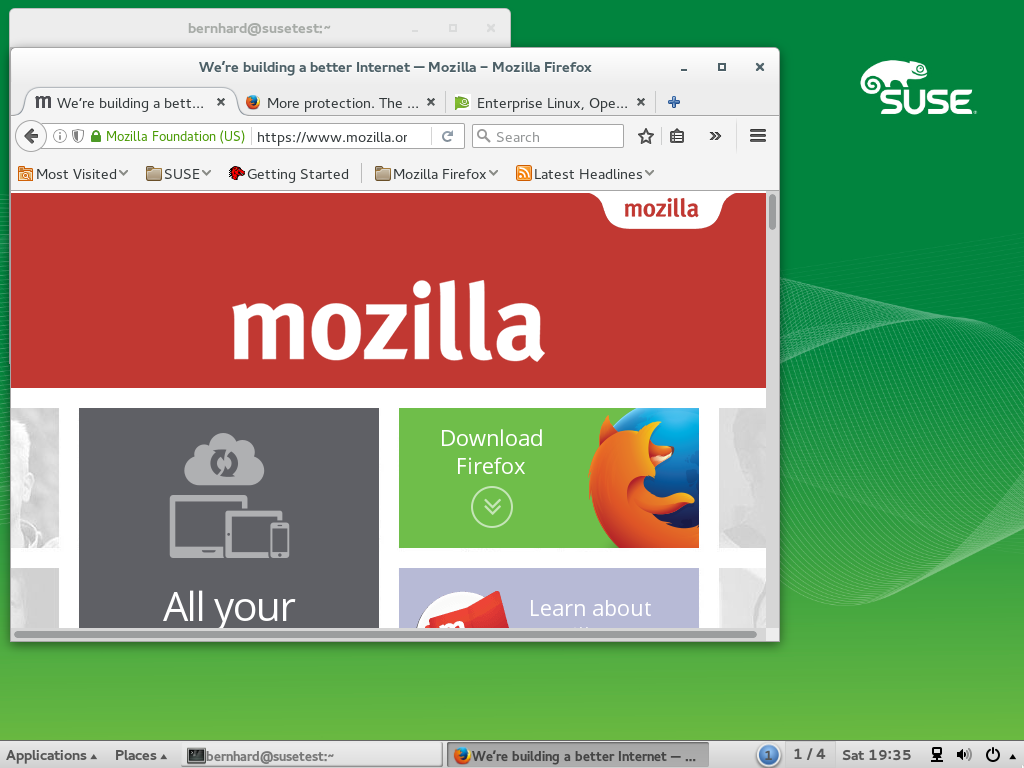 bernhard@susetest:~
We're building a better Internet — Mozilla – Mozilla Firefox
We're building a bett...
More protection. The ...
Enterprise Linux, Ope...
Mozilla Foundation (US)
https://www.mozilla.or
Search
Most Visited
SUSE
Getting Started
Mozilla Firefox
Latest Headlines
mozilla
mozilla
Download
Firefox
All your
Learn about
SUSE
Applications
Places
bernhard@susetest:~
We're building a better Internet — ...
1
1 / 4
Sat 19:35